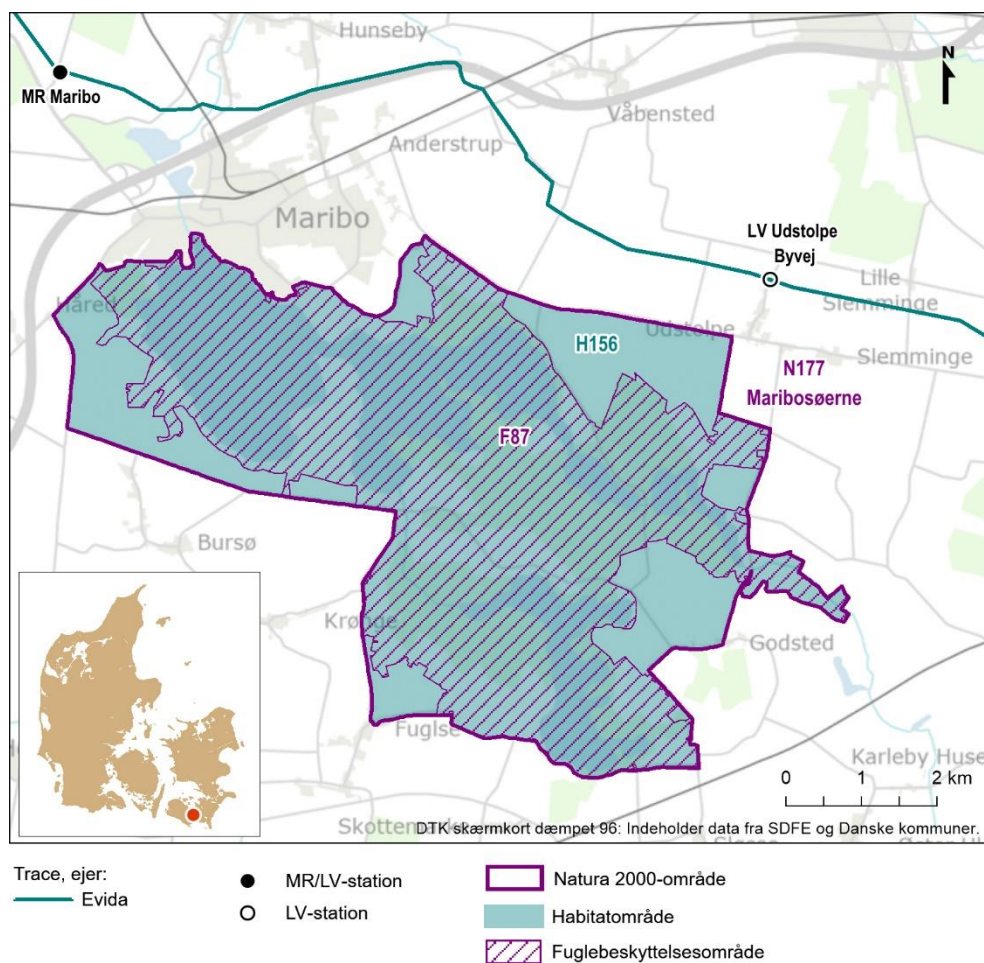 Hunseby
N
MR Maribo
Våbensted
Anderstrup
Maribo
LV Udstolpe
Byvej
Lille
Slemminge
Udstolpe
H156
Slemminge
N177
Maribosøerne
F87
Bursø
Godsted
Fuglse
Karleby Huse
0 1 2 km
DTK skærmkort dæmpet 96: Indeholder data fra SDFE og Danske kommuner.
Trace, ejer:
Evida
MR/LV-station
LV-station
Natura 2000-område
Habitatområde
Fuglebeskyttelsesområde